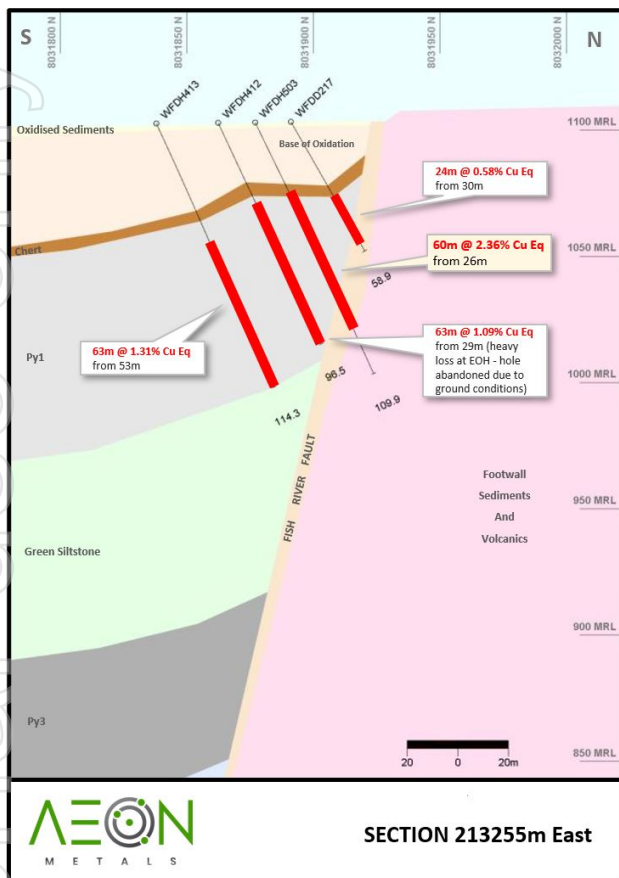 S
8031800 N
8031850 N
8031900 N
8031950 N
8032000 N
N
WFDH413
WFDH412
WFDH503
WFDD217
Oxidised Sediments
1100 MRL
Base of Oxidation
24m @ 0.58% Cu Eq
from 30m
Chert
60m @ 2.36% Cu Eq
from 26m
1050 MRL
58.9
63m @ 1.09% Cu Eq
from 29m (heavy
loss at EOH - hole
abandoned due to
ground conditions)
Py1
63m @ 1.31% Cu Eq
from 53m
96.5
1000 MRL
109.9
114.3
FISH RIVER FAULT
Footwall
Sediments
And
Volcanics
950 MRL
Green Siltstone
900 MRL
Py3
20 0 20m
850 MRL
AEON
METALS
SECTION 213255m East